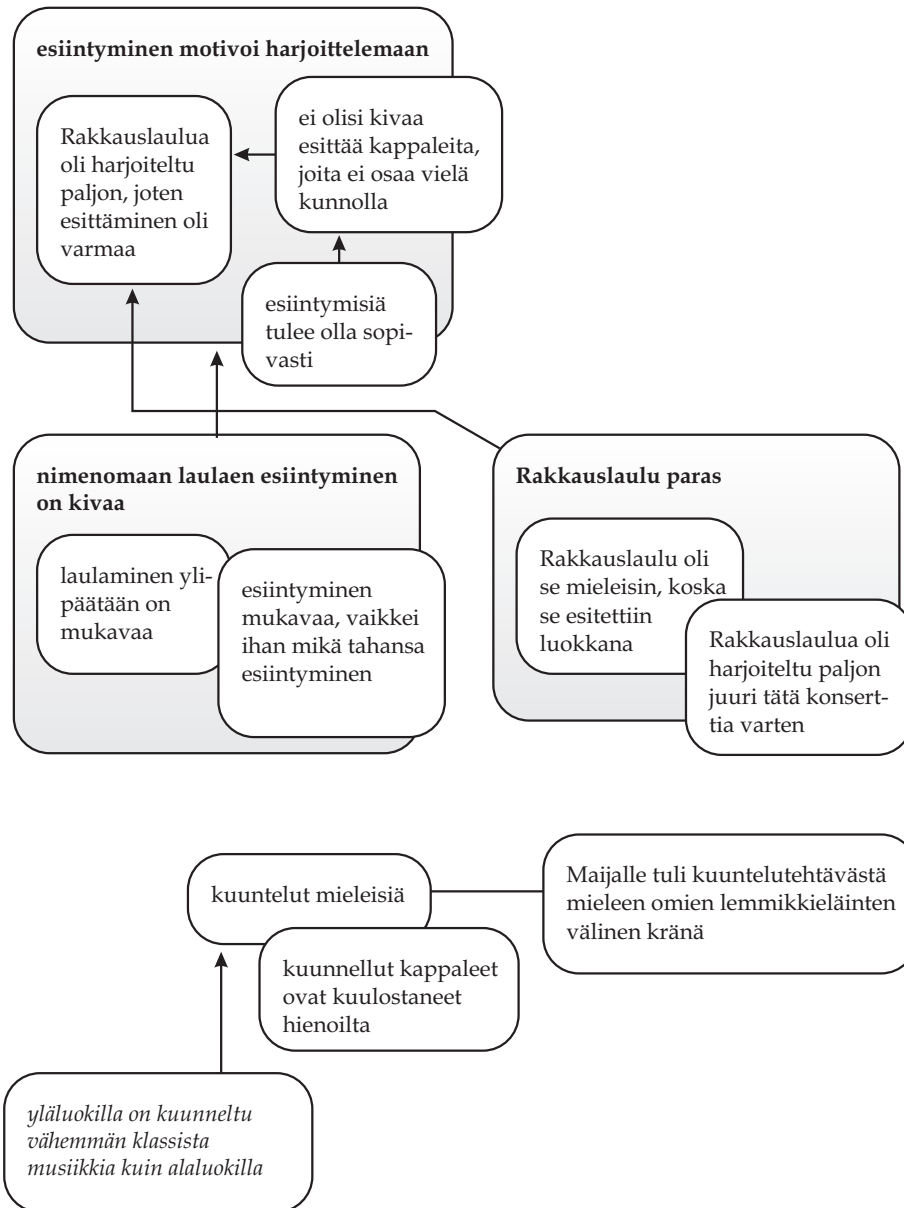 esiintyminen motivoi harjoittelemaan
Rakkauslaulua
oli harjoiteltu
paljon, joten
esittäminen oli
varmaa
ei olisi kivaa
esittää kappaleita,
joita ei osaa vielä
kunnolla
esiintymisiä
tulee olla sopi-
vasti
nimenomaan laulaen esiintyminen
on kivaa
laulaminen yli-
päätään on
mukavaa
esiintyminen
mukavaa, vaikkei
ihan mikä tahansa
esiintyminen
Rakkauslaulu paras
Rakkauslaulu oli
se mieleisin, koska
se esitettiin
luokkana
Rakkauslaulua oli
harjoiteltu paljon
juuri tätä konsert-
tia varten
kuuntelut mieleisiä
Maijalle tuli kuuntelutehtävästä
mieleen omien lemmikkieläinten
välinen kränä
kuunnellut kappaleet
ovat kuulostaneet
hienoilta
yläluokilla on kuunneltu
vähemmän klassista
musiikkia kuin alaluokilla